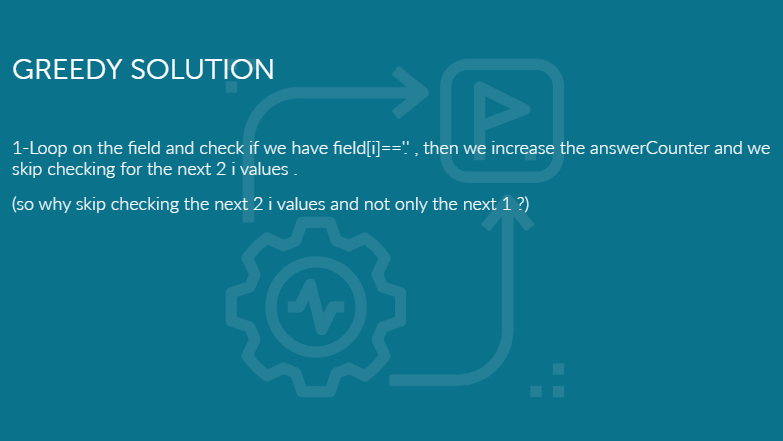 GREEDY SOLUTION
1-Loop on the field and check if we have field[i]=='.' , then we increase the answerCounter and we
skip checking for the next 2 i values .
(so why skip checking the next 2 i values and not only the next 1 ?)